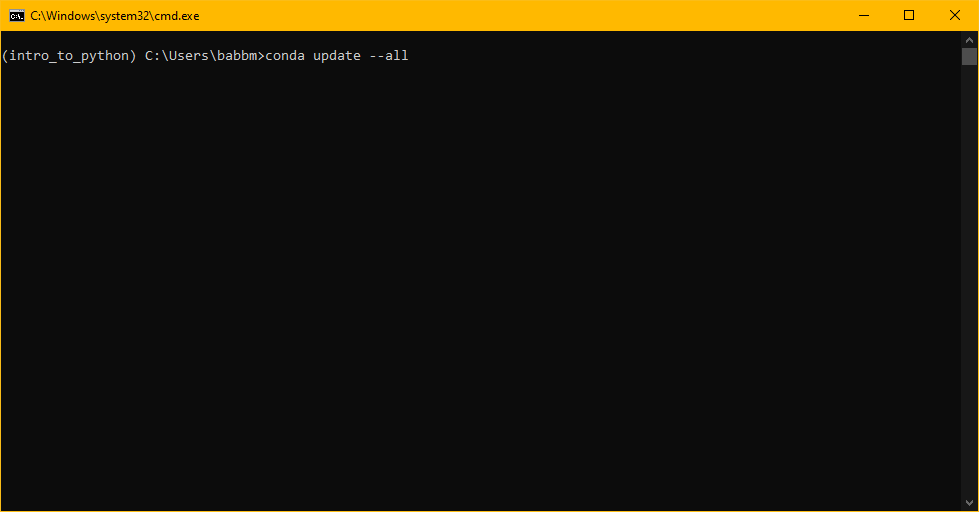 C:\Windows\system32\cmd.exe
(intro_to_python) C:\Users\babbm>conda update --all